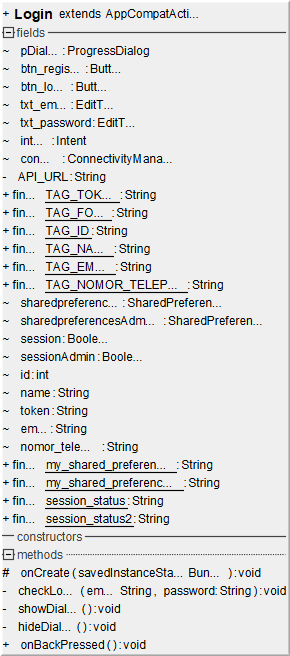 + Login extends AppCompatActi...
fields
~ pDial... : ProgressDialog
~ btn_regis... : Butt...
~ btn_lo... : Butt...
~ txt_em... : EditT...
~ txt_password: EditT...
~ int... : Intent
~ con... : ConnectivityMana...
- API_URL: String
+ fin... TAG_TOK... : String
+ fin... TAG_FO... : String
+ fin... TAG_ID : String
+ fin... TAG_NA... : String
+ fin... TAG_EM... : String
+ fin... TAG_NOMOR_TELEP... : String
~ sharedpreferenc... : SharedPreferen...
~ sharedpreferencesAdm... : SharedPreferen...
~ session: Boole...
~ sessionAdmin: Boole...
~ id: int
~ name: String
~ token: String
~ em... : String
~ nomor_tele... : String
+ fin... my_shared_preferen... : String
+ fin... my_shared_preferenc... : String
+ fin... session_status : String
+ fin... session_status2 : String
constructors
methods
# onCreate ( savedInstanceSta... Bun... ) : void
- checkLo... ( em... String, password: String ) : void
- showDial... ( ) : void
- hideDial... ( ) : void
+ onBackPressed ( ) : void